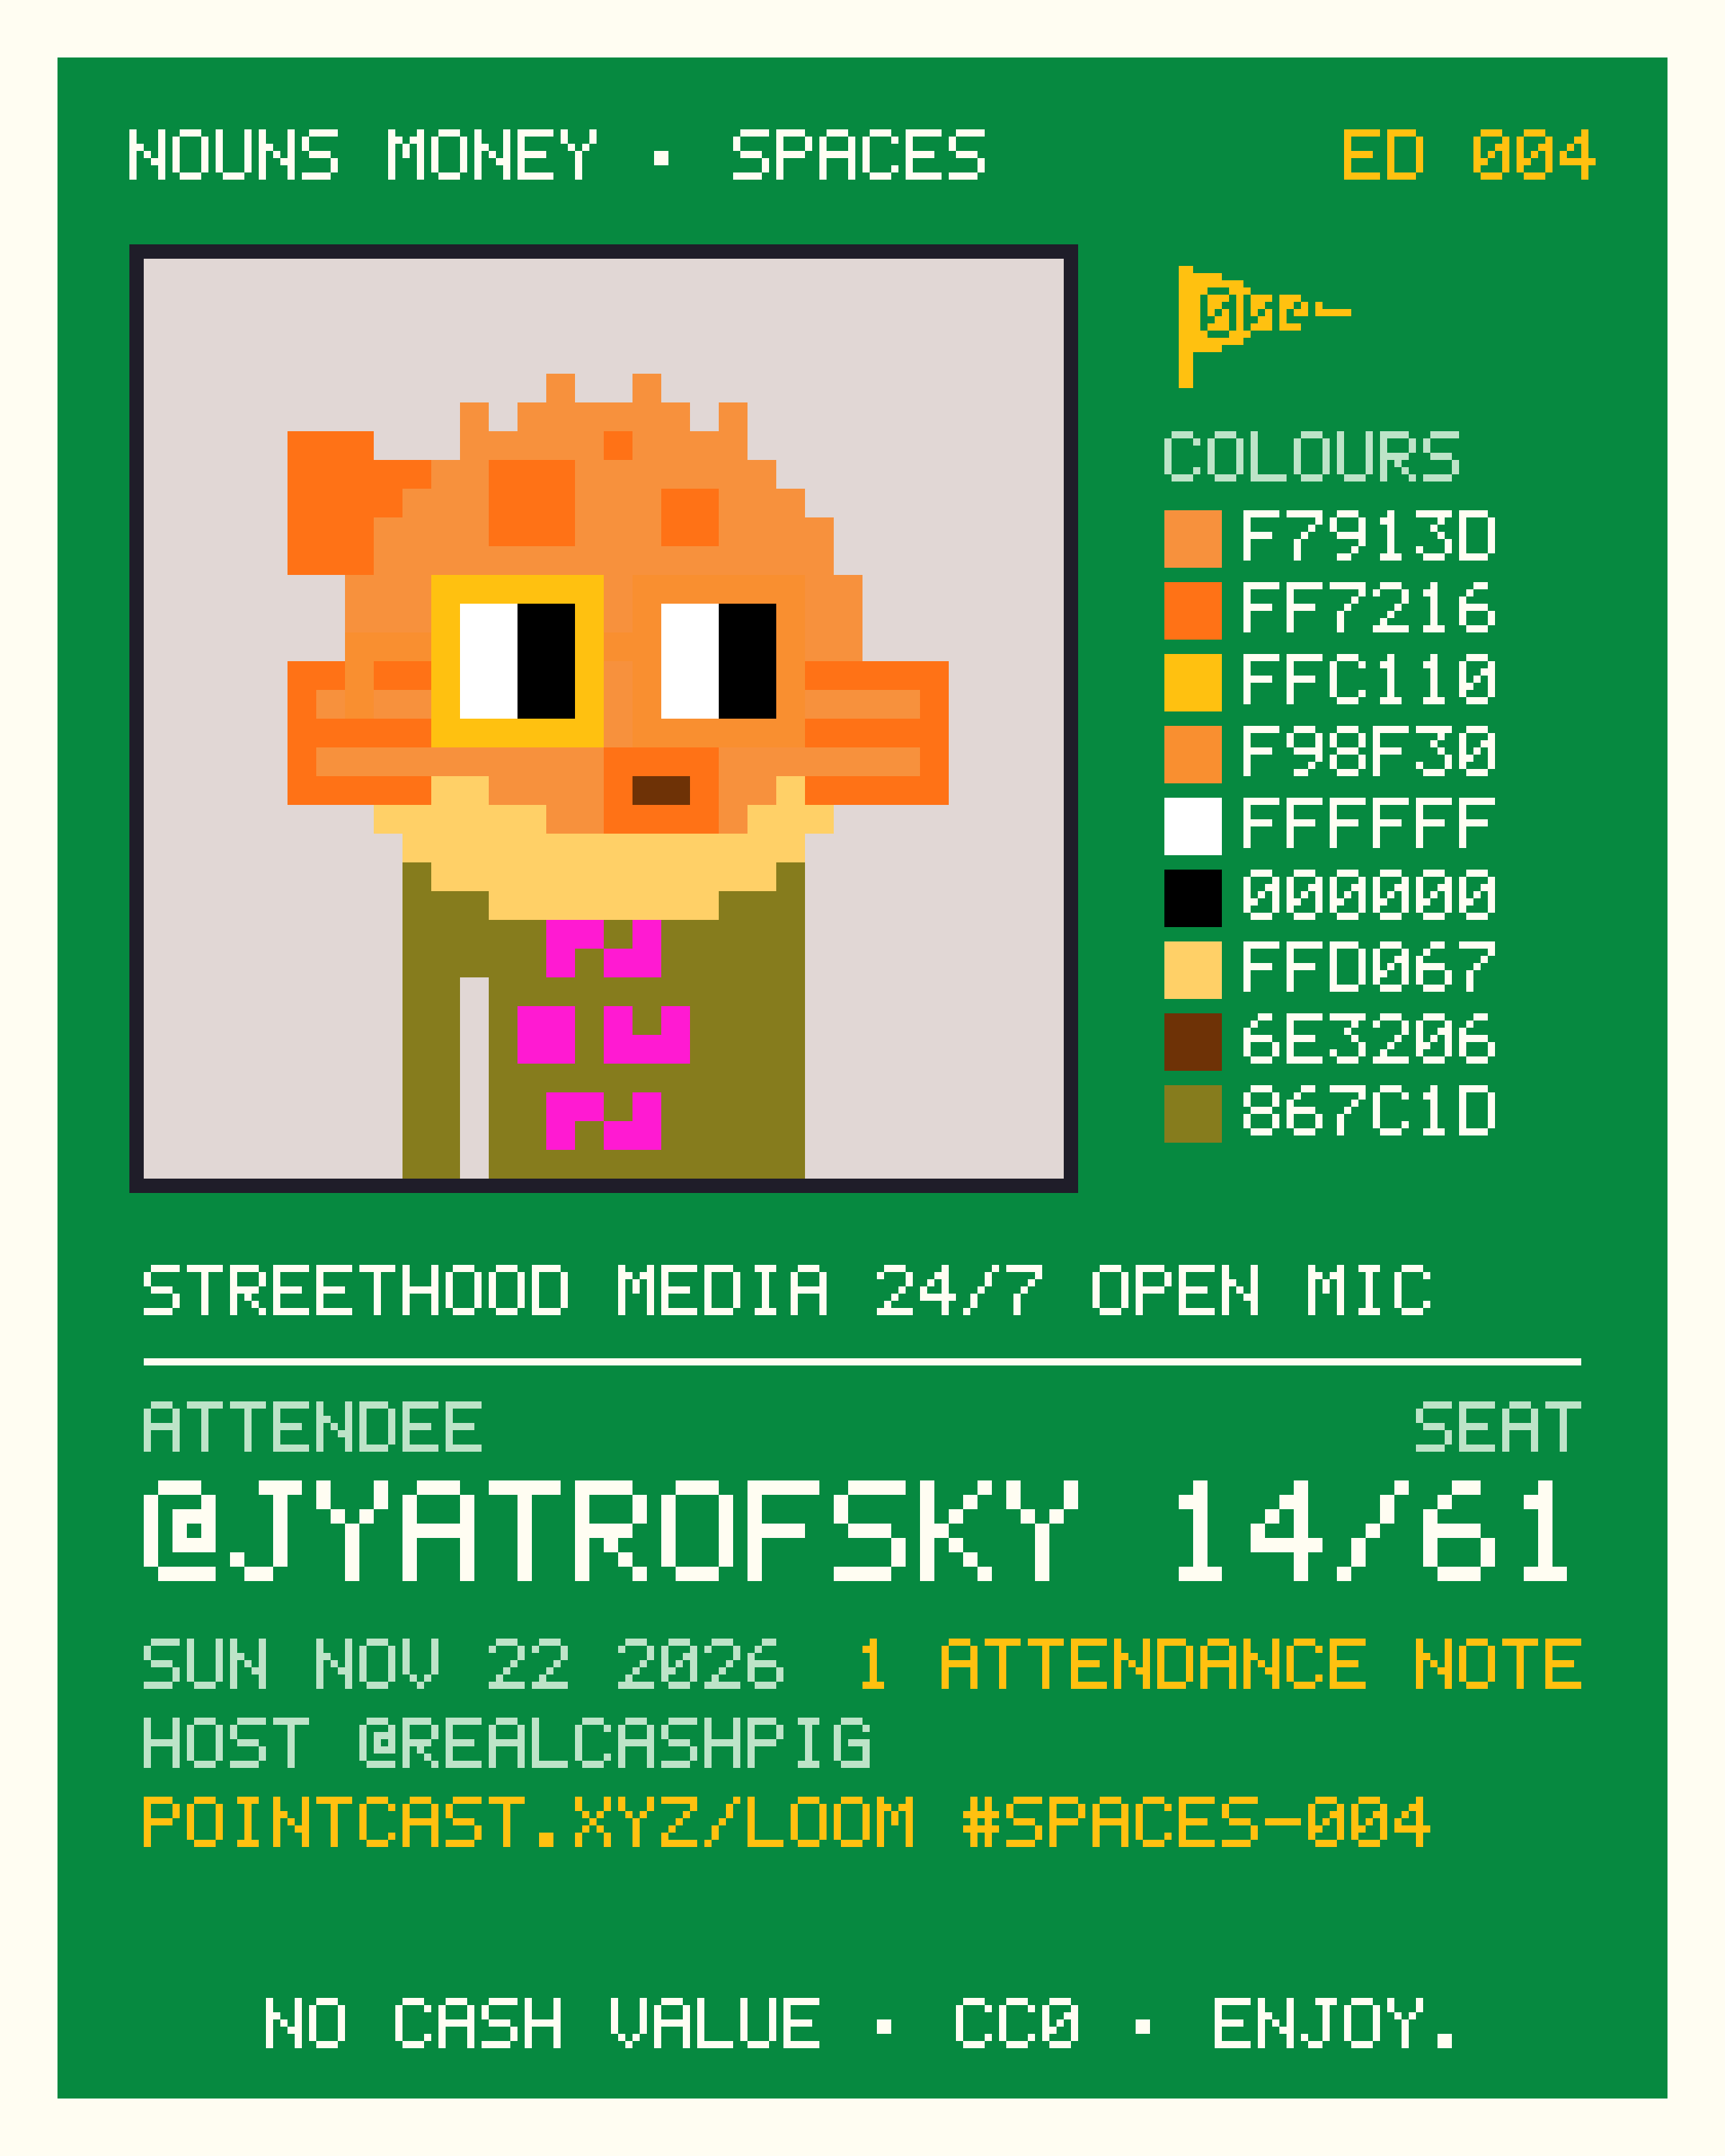 NOUNS MONEY · SPACES
ED 004
COLOURS
F7913D
FF7216
FFC110
F98F30
FFFFFF
000000
FFD067
6E3206
867C1D
STREETHOOD MEDIA 24/7 OPEN MIC
ATTENDEE
SEAT
@JYATROFSKY 14/61
SUN NOV 22 2026 1 ATTENDANCE NOTE
HOST @REALCASHPIG
POINTCAST.XYZ/LOOM #SPACES-004
NO CASH VALUE · CC0 · ENJOY.